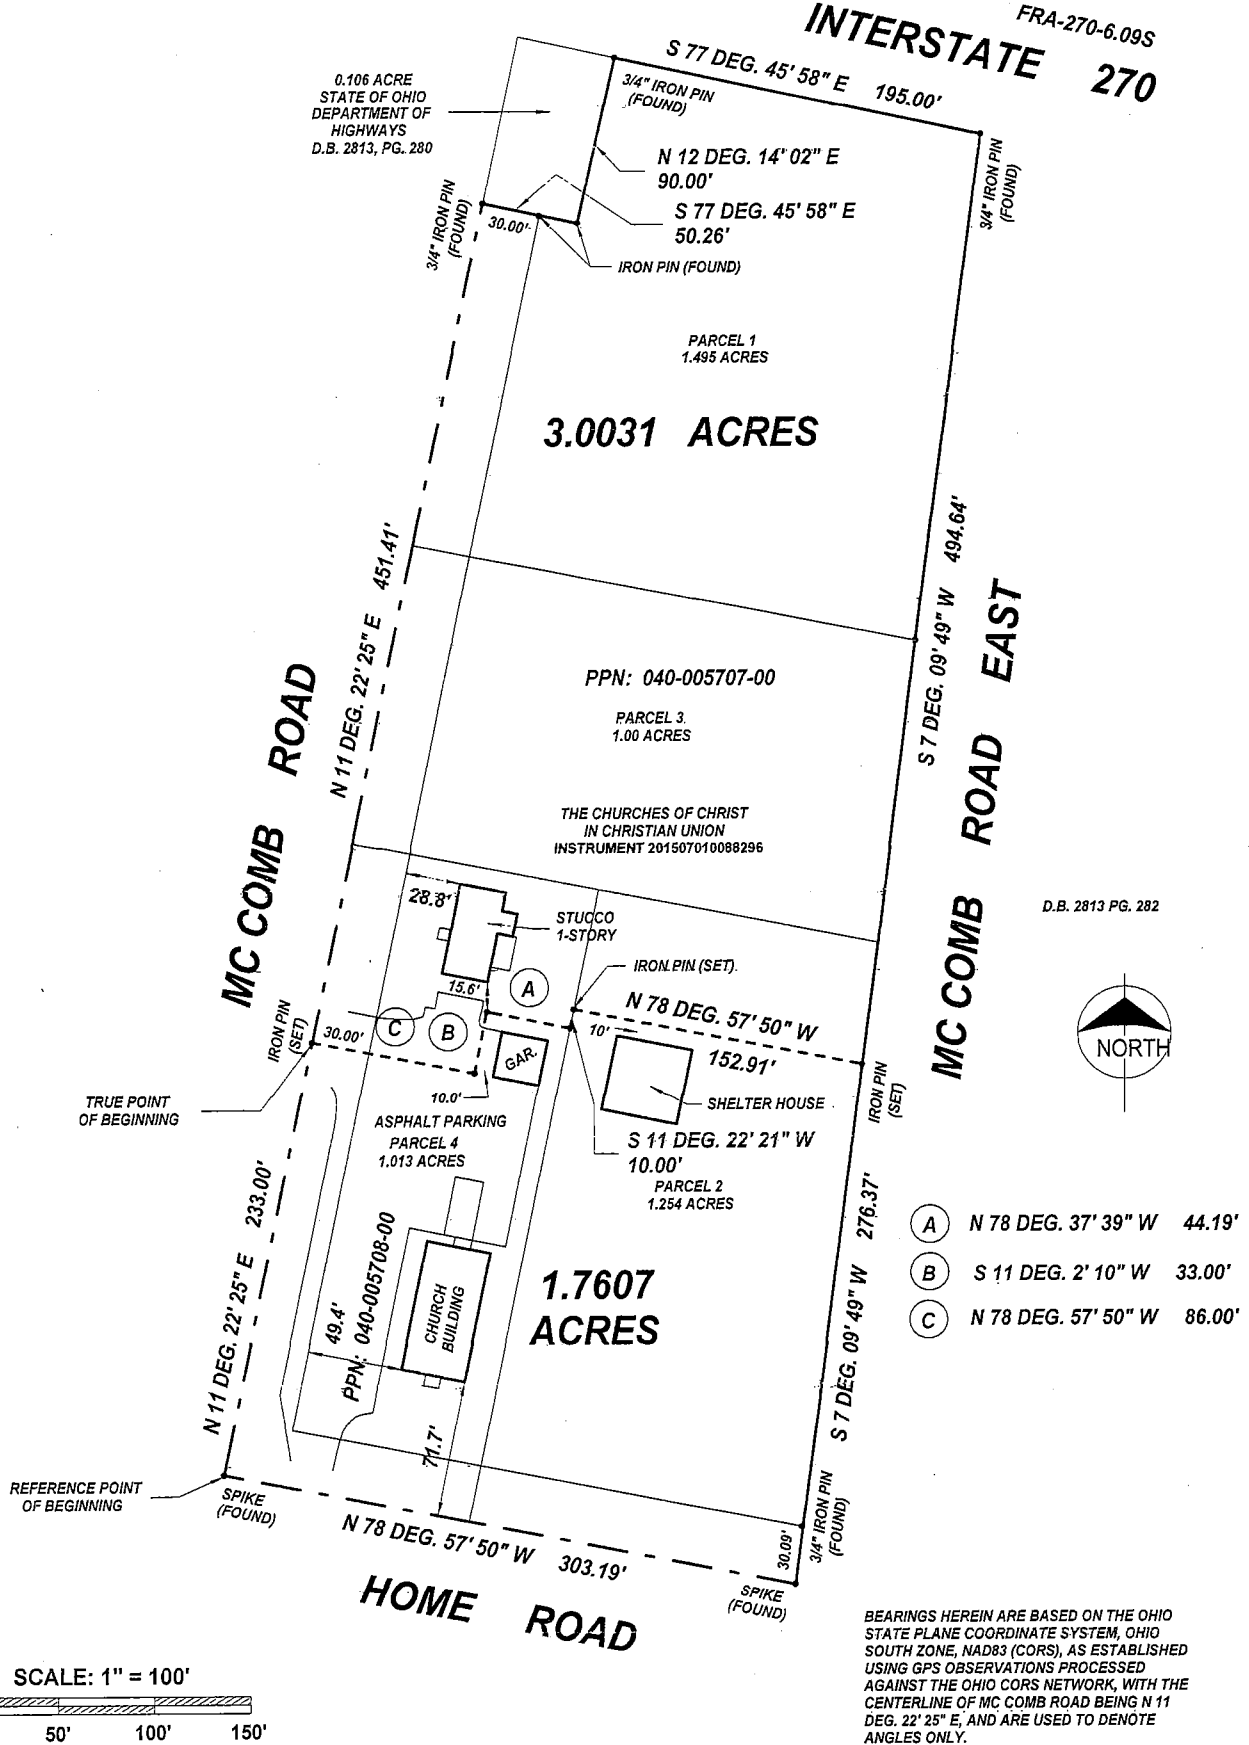 FRA-270-6.09S
INTERSTATE 270
S 77 DEG. 45' 58" E 195.00'
0.106 ACRE
STATE OF OHIO
DEPARTMENT OF
HIGHWAYS
D.B. 2813, PG. 280
3/4" IRON PIN
(FOUND)
N 12 DEG. 14' 02" E
90.00'
3/4" IRON PIN
(FOUND)
3/4" IRON PIN
(FOUND)
S 77 DEG. 45' 58" E
50.26'
30.00'
IRON PIN (FOUND)
PARCEL 1
1.495 ACRES
3.0031 ACRES
N 11 DEG. 22' 25" E 451.41'
S 7 DEG. 09' 49" W 494.64'
MC COMB ROAD
MC COMB ROAD EAST
PPN: 040-005707-00
PARCEL 3.
1.00 ACRES
THE CHURCHES OF CHRIST
IN CHRISTIAN UNION
INSTRUMENT 201507010088296
28.8'
STUCCO
1-STORY
D.B. 2813 PG. 282
IRON PIN (SET).
15.6'
A
N 78 DEG. 57' 50" W
152.91'
IRON PIN
(SET)
30.00'
C
B
10'
GAR.
NORTH
TRUE POINT
OF BEGINNING
10.0'
SHELTER HOUSE
IRON PIN
(SET)
ASPHALT PARKING
PARCEL 4
1.013 ACRES
S 11 DEG. 22' 21" W
10.00'
PARCEL 2
1.254 ACRES
N 11 DEG. 22' 25" E 233.00'
S 7 DEG. 09' 49" W 276.37'
A N 78 DEG. 37' 39" W 44.19'
B S 11 DEG. 2' 10" W 33.00'
C N 78 DEG. 57' 50" W 86.00'
PPN: 040-005708-00
49.4'
CHURCH
BUILDING
1.7607
ACRES
71.7'
REFERENCE POINT
OF BEGINNING
SPIKE
(FOUND)
N 78 DEG. 57' 50" W 303.19'
30.09'
3/4" IRON PIN
(FOUND)
SPIKE
(FOUND)
HOME ROAD
BEARINGS HEREIN ARE BASED ON THE OHIO
STATE PLANE COORDINATE SYSTEM, OHIO
SOUTH ZONE, NAD83 (CORS), AS ESTABLISHED
USING GPS OBSERVATIONS PROCESSED
AGAINST THE OHIO CORS NETWORK, WITH THE
CENTERLINE OF MC COMB ROAD BEING N 11
DEG. 22' 25" E, AND ARE USED TO DENOTE
ANGLES ONLY.
SCALE: 1" = 100'
50' 100' 150'